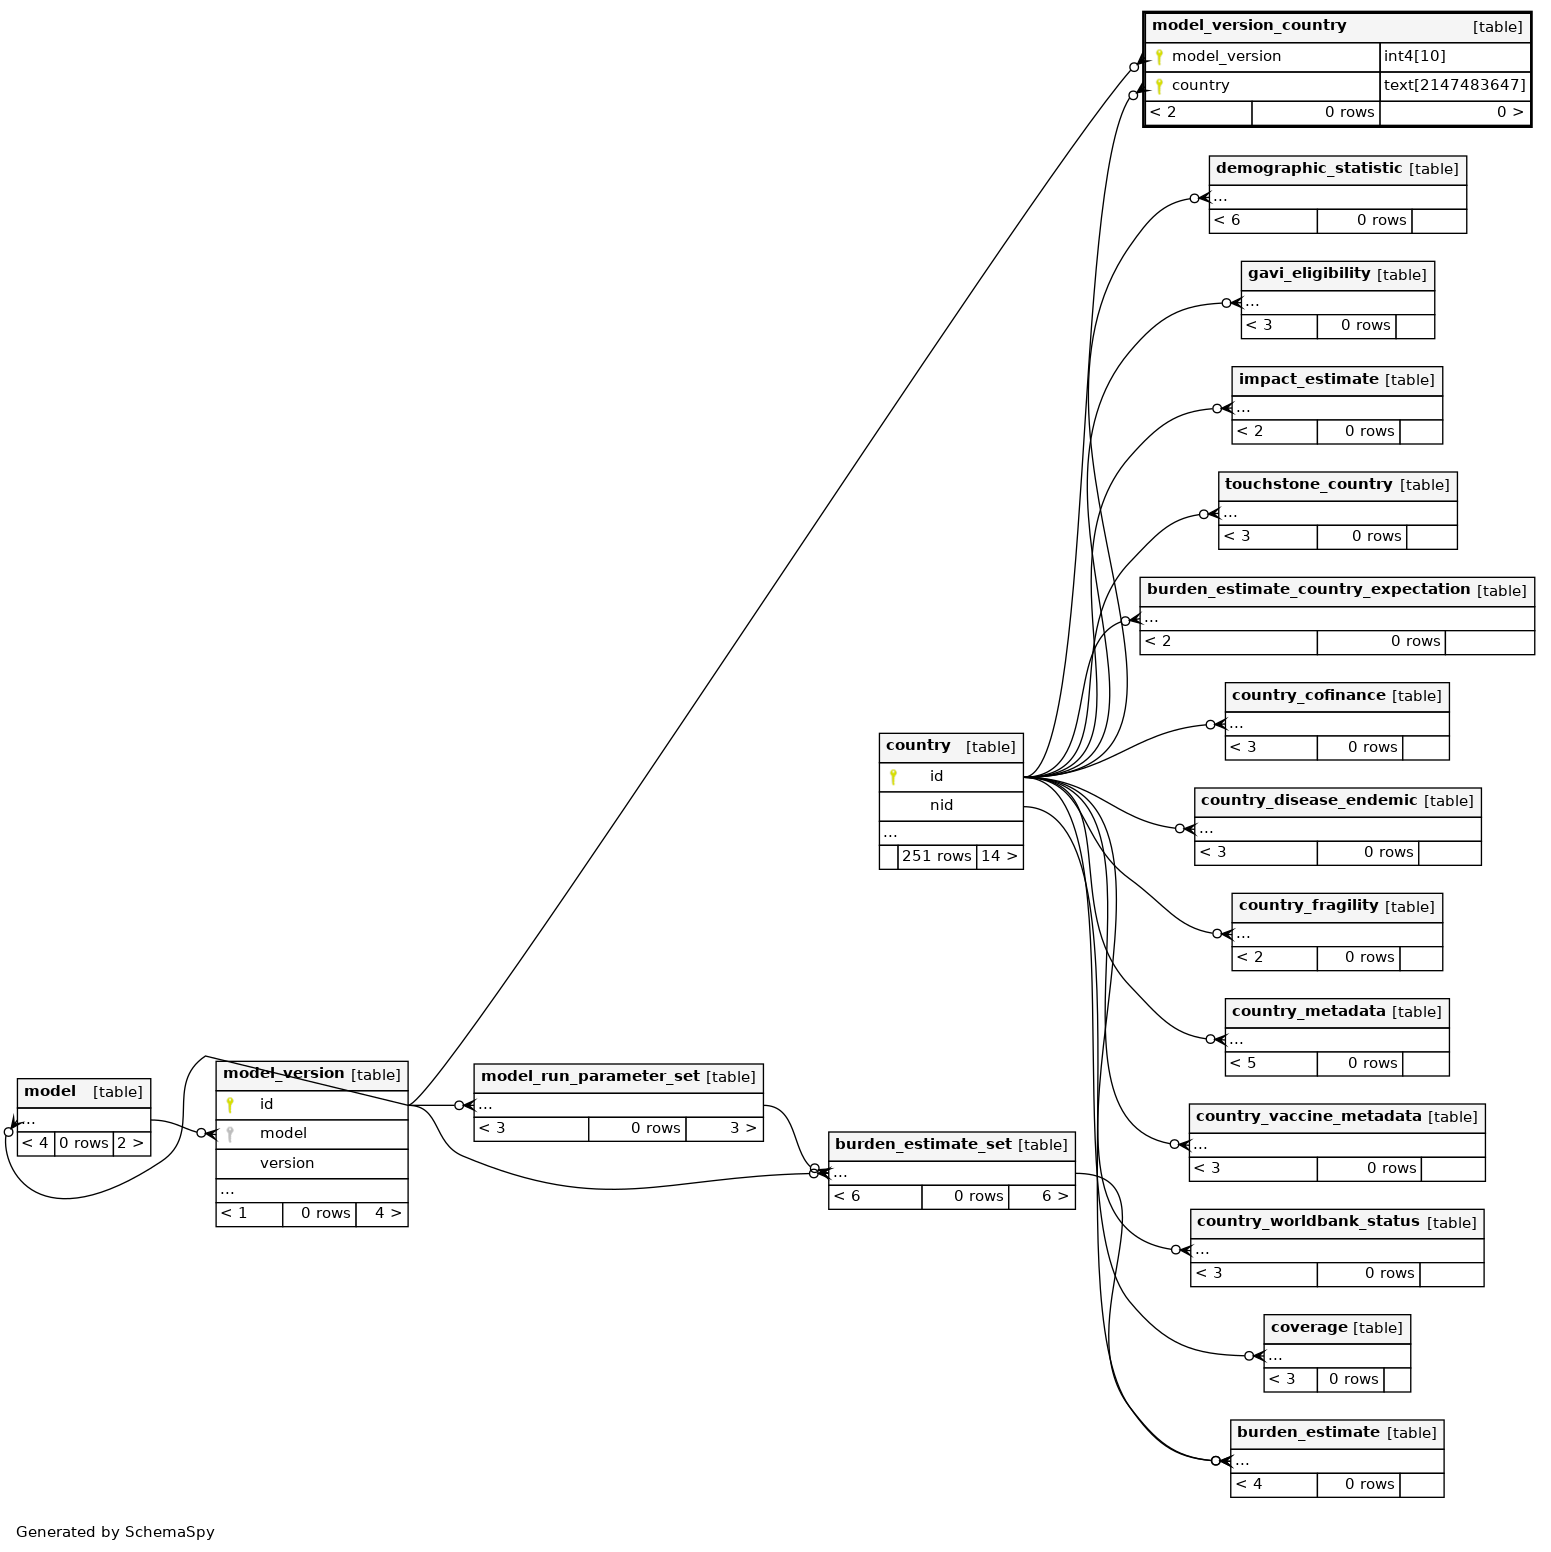 model_version_country [table]
model_version int4[10]
country text[2147483647]
< 2 0 rows 0 >
demographic_statistic [table]
...
< 6 0 rows
gavi_eligibility [table]
...
< 3 0 rows
impact_estimate [table]
...
< 2 0 rows
touchstone_country [table]
...
< 3 0 rows
burden_estimate_country_expectation [table]
...
< 2 0 rows
country_cofinance [table]
...
< 3 0 rows
country [table]
id
nid
...
251 rows 14 >
country_disease_endemic [table]
...
< 3 0 rows
country_fragility [table]
...
< 2 0 rows
country_metadata [table]
...
< 5 0 rows
model [table]
...
< 4 0 rows 2 >
model_version [table]
id
model
version
...
< 1 0 rows 4 >
model_run_parameter_set [table]
...
< 3 0 rows 3 >
burden_estimate_set [table]
...
< 6 0 rows 6 >
country_vaccine_metadata [table]
...
< 3 0 rows
country_worldbank_status [table]
...
< 3 0 rows
coverage [table]
...
< 3 0 rows
burden_estimate [table]
...
< 4 0 rows
Generated by SchemaSpy